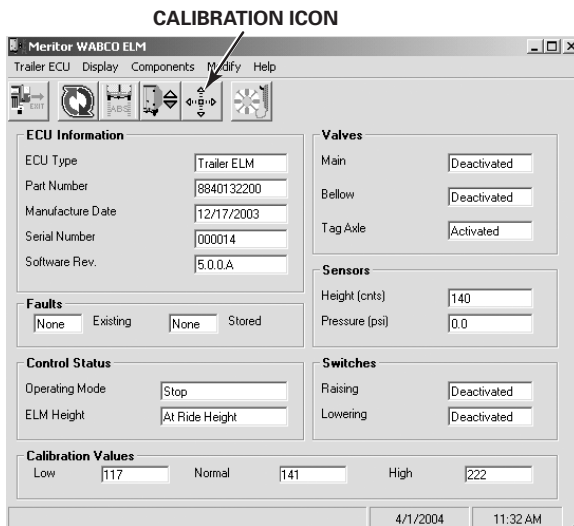 CALIBRATION ICON
Meritor WABCO ELM
Trailer ECU Display Components Modify Help
EXIT ABS
ECU Information
ECU Type Trailer ELM
Part Number 8840132200
Manufacture Date 12/17/2003
Serial Number 000014
Software Rev. 5.0.0.A
Valves
Main Deactivated
Bellow Deactivated
Tag Axle Activated
Sensors
Height (cnts) 140
Pressure (psi) 0.0
Faults
None Existing None Stored
Control Status
Operating Mode Stop
ELM Height At Ride Height
Switches
Raising Deactivated
Lowering Deactivated
Calibration Values
Low 117 Normal 141 High 222
4/1/2004 11:32 AM